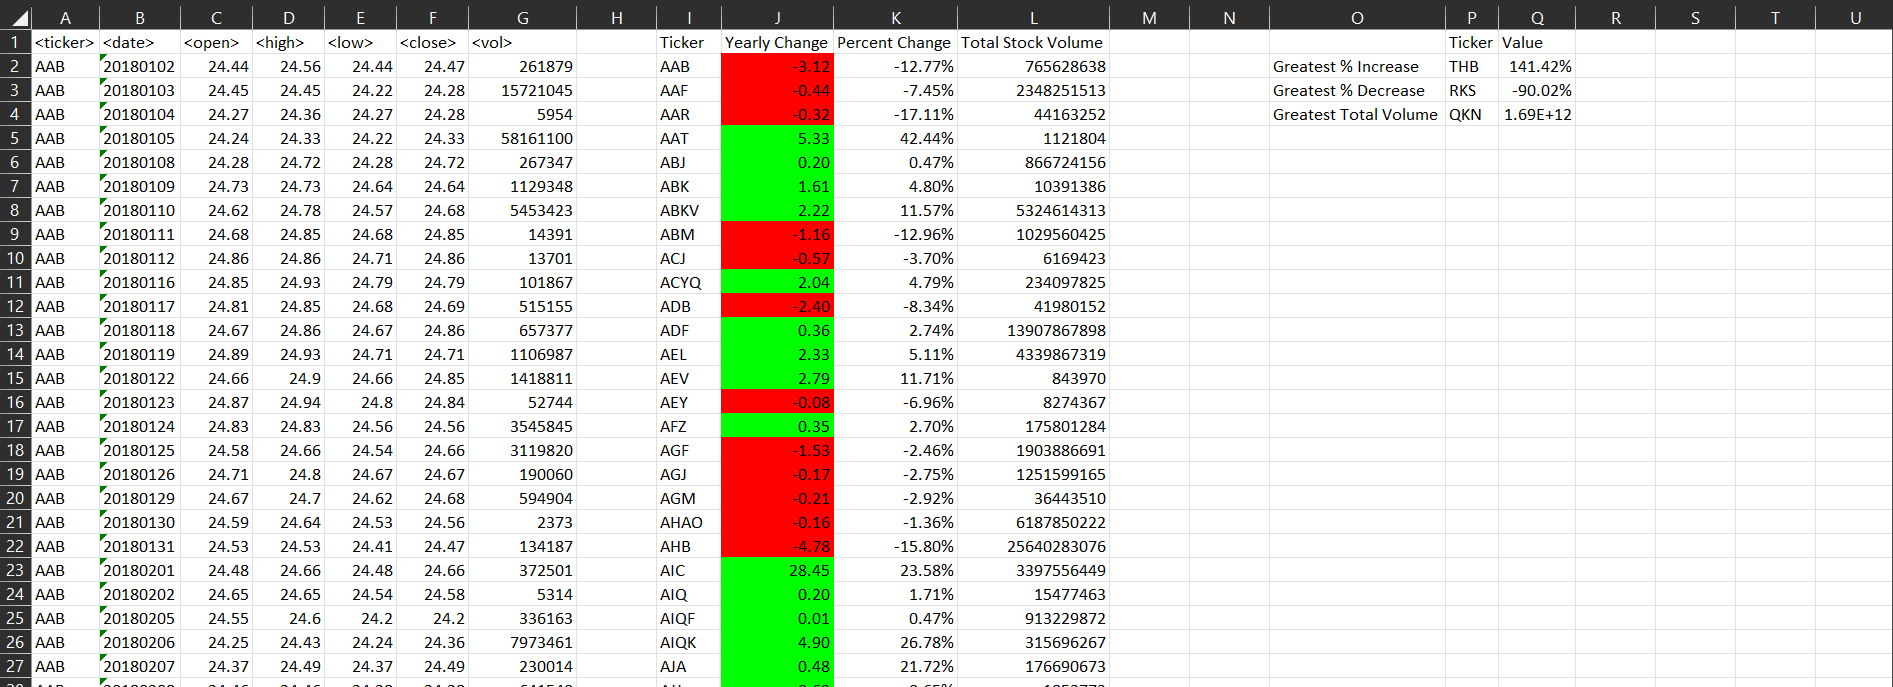 A B C D E F G H I J K L M N O P Q R S T U
1 <ticker> <date> <open> <high> <low> <close> <vol> Ticker Yearly Change Percent Change Total Stock Volume Ticker Value
2 AAB 20180102 24.44 24.56 24.44 24.47 261879 AAB -3.12 -12.77% 765628638 Greatest % Increase THB 141.42%
3 AAB 20180103 24.45 24.45 24.22 24.28 15721045 AAF -0.44 -7.45% 2348251513 Greatest % Decrease RKS -90.02%
4 AAB 20180104 24.27 24.36 24.27 24.28 5954 AAR -0.32 -17.11% 44163252 Greatest Total Volume QKN 1.69E+12
5 AAB 20180105 24.24 24.33 24.22 24.33 58161100 AAT 5.33 42.44% 1121804
6 AAB 20180108 24.28 24.72 24.28 24.72 267347 ABJ 0.20 0.47% 866724156
7 AAB 20180109 24.73 24.73 24.64 24.64 1129348 ABK 1.61 4.80% 10391386
8 AAB 20180110 24.62 24.78 24.57 24.68 5453423 ABKV 2.22 11.57% 5324614313
9 AAB 20180111 24.68 24.85 24.68 24.85 14391 ABM -1.16 -12.96% 1029560425
10 AAB 20180112 24.86 24.86 24.71 24.86 13701 ACJ -0.57 -3.70% 6169423
11 AAB 20180116 24.85 24.93 24.79 24.79 101867 ACYQ 2.04 4.79% 234097825
12 AAB 20180117 24.81 24.85 24.68 24.69 515155 ADB -2.40 -8.34% 41980152
13 AAB 20180118 24.67 24.86 24.67 24.86 657377 ADF 0.36 2.74% 13907867898
14 AAB 20180119 24.89 24.93 24.71 24.71 1106987 AEL 2.33 5.11% 4339867319
15 AAB 20180122 24.66 24.9 24.66 24.85 1418811 AEV 2.79 11.71% 843970
16 AAB 20180123 24.87 24.94 24.8 24.84 52744 AEY -0.08 -6.96% 8274367
17 AAB 20180124 24.83 24.83 24.56 24.56 3545845 AFZ 0.35 2.70% 175801284
18 AAB 20180125 24.58 24.66 24.54 24.66 3119820 AGF -1.53 -2.46% 1903886691
19 AAB 20180126 24.71 24.8 24.67 24.67 190060 AGJ -0.17 -2.75% 1251599165
20 AAB 20180129 24.67 24.7 24.62 24.68 594904 AGM -0.21 -2.92% 36443510
21 AAB 20180130 24.59 24.64 24.53 24.56 2373 AHAO -0.16 -1.36% 6187850222
22 AAB 20180131 24.53 24.53 24.41 24.47 134187 AHB -4.78 -15.80% 25640283076
23 AAB 20180201 24.48 24.66 24.48 24.66 372501 AIC 28.45 23.58% 3397556449
24 AAB 20180202 24.65 24.65 24.54 24.58 5314 AIQ 0.20 1.71% 15477463
25 AAB 20180205 24.55 24.6 24.2 24.2 336163 AIQF 0.01 0.47% 913229872
26 AAB 20180206 24.25 24.43 24.24 24.36 7973461 AIQK 4.90 26.78% 315696267
27 AAB 20180207 24.37 24.49 24.37 24.49 230014 AJA 0.48 21.72% 176690673